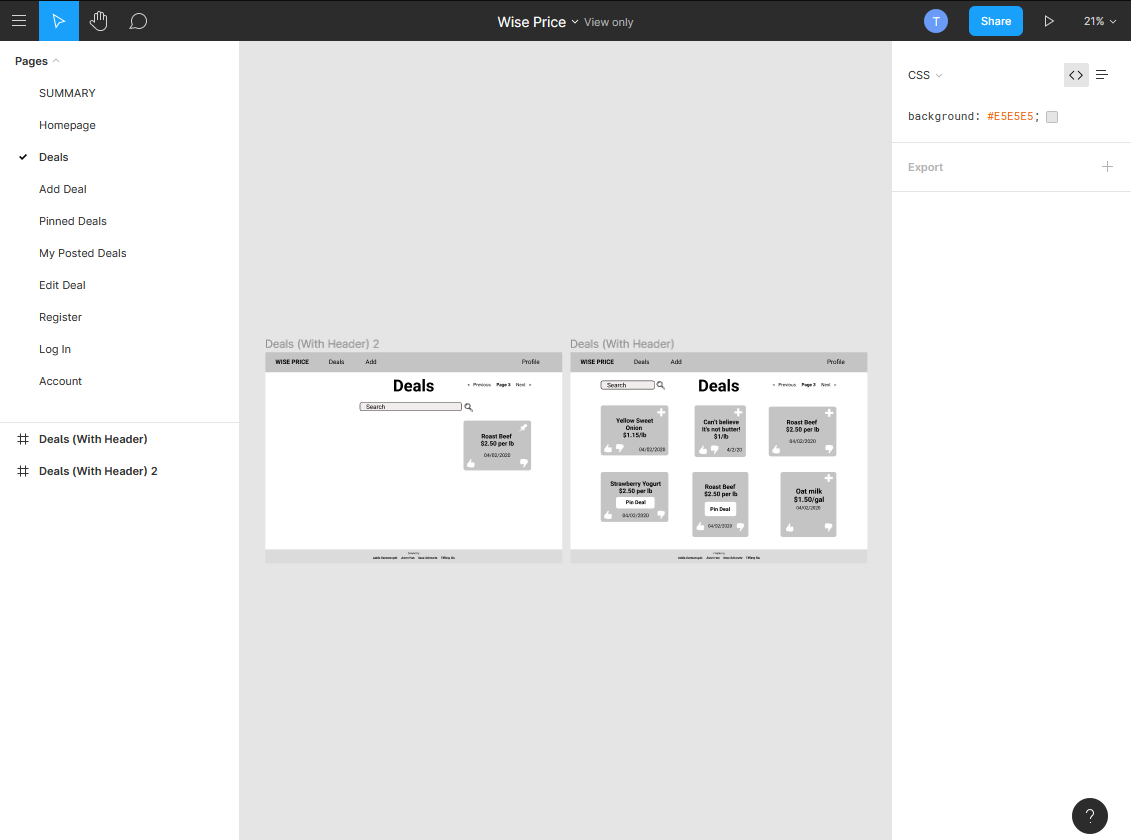 Wise Price View only
T
Share
21%
Pages
SUMMARY
Homepage
Deals
Add Deal
Pinned Deals
My Posted Deals
Edit Deal
Register
Log In
Account
Deals (With Header)
Deals (With Header) 2
Deals (With Header) 2
WISE PRICE Deals Add Profile
Deals
Previous Page 3 Next
Search
Roast Beef
$2.50 per lb
04/02/2020
Deals (With Header)
WISE PRICE Deals Add Profile
Search
Deals
Previous Page 3 Next
Yellow Sweet
Onion
$1.15/lb
04/02/2020
Can't believe
it's not butter!
$1/lb
4/2/20
Roast Beef
$2.50 per lb
04/02/2020
Strawberry Yogurt
$2.50 per lb
Pin Deal
04/02/2020
Roast Beef
$2.50 per lb
Pin Deal
04/02/2020
Oat milk
$1.50/gal
04/02/2020
CSS
background: #E5E5E5;
Export
?